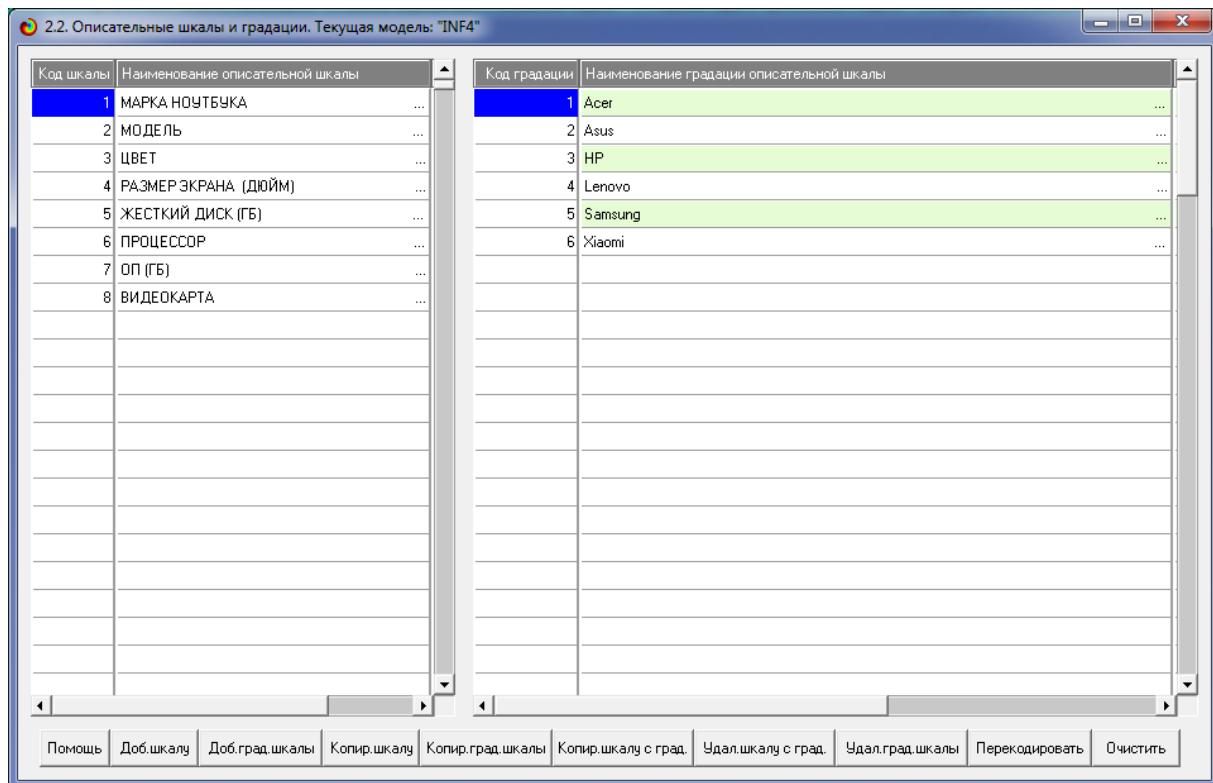 2.2. Описательные шкалы и градации. Текущая модель: "INF4"
Код шкалы Наименование описательной шкалы
1 МАРКА НОУТБУКА ...
2 МОДЕЛЬ ...
3 ЦВЕТ ...
4 РАЗМЕР ЭКРАНА (ДЮЙМ) ...
5 ЖЕСТКИЙ ДИСК (ГБ) ...
6 ПРОЦЕССОР ...
7 ОП (ГБ) ...
8 ВИДЕОКАРТА ...
Код градации Наименование градации описательной шкалы
1 Acer ...
2 Asus ...
3 HP ...
4 Lenovo ...
5 Samsung ...
6 Xiaomi ...
Помощь Доб.шкалу Доб.град.шкалы Копир.шкалу Копир.град.шкалы Копир.шкалу с град. Удал.шкалу с град. Удал.град.шкалы Перекодировать Очистить